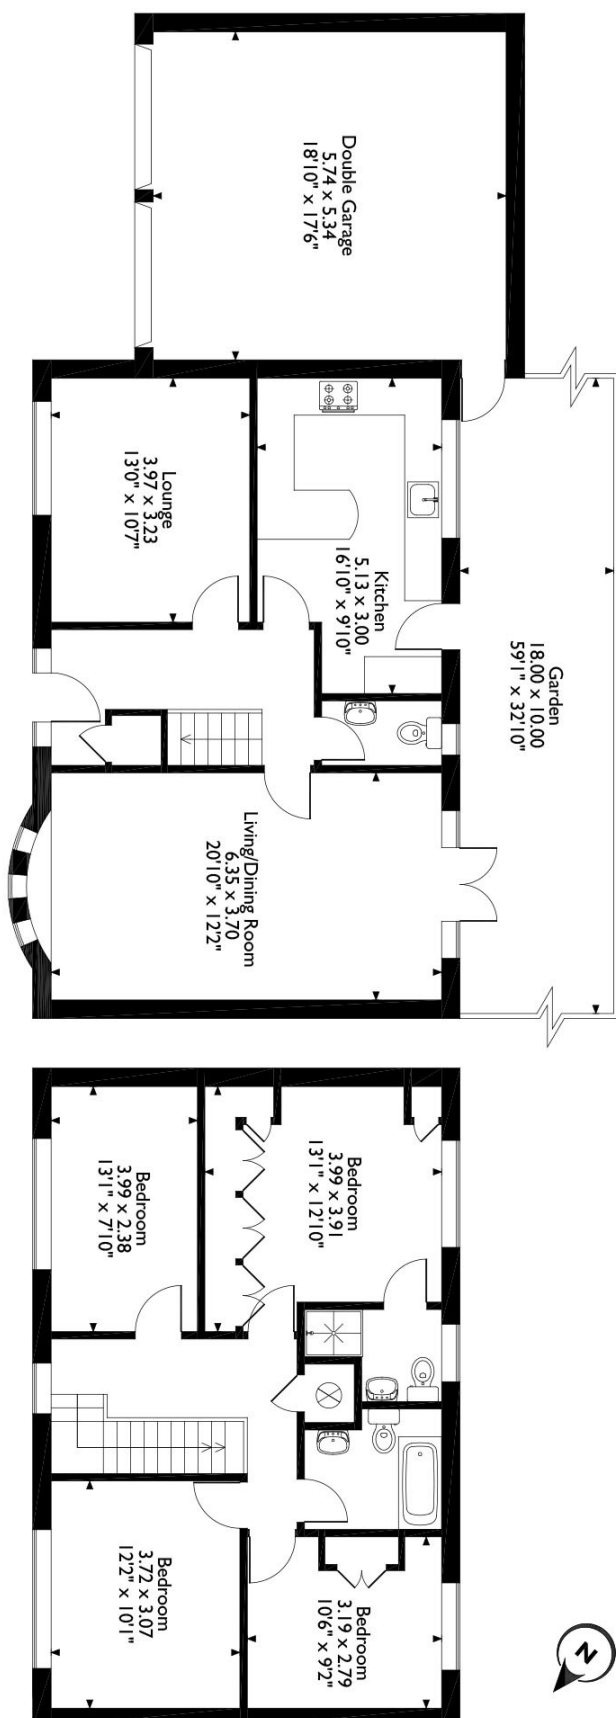 Double Garage
5.74 x 5.34
18'10" x 17'6"
Lounge
3.97 x 3.23
13'0" x 10'7"
Kitchen
5.13 x 3.00
16'10" x 9'10"
Garden
18.00 x 10.00
59'1" x 32'10"
Living/Dining Room
6.35 x 3.70
20'10" x 12'2"
Bedroom
3.99 x 2.38
13'1" x 7'10"
Bedroom
3.99 x 3.91
13'1" x 12'10"
Bedroom
3.72 x 3.07
12'2" x 10'1"
Bedroom
3.19 x 2.79
10'6" x 9'2"
N